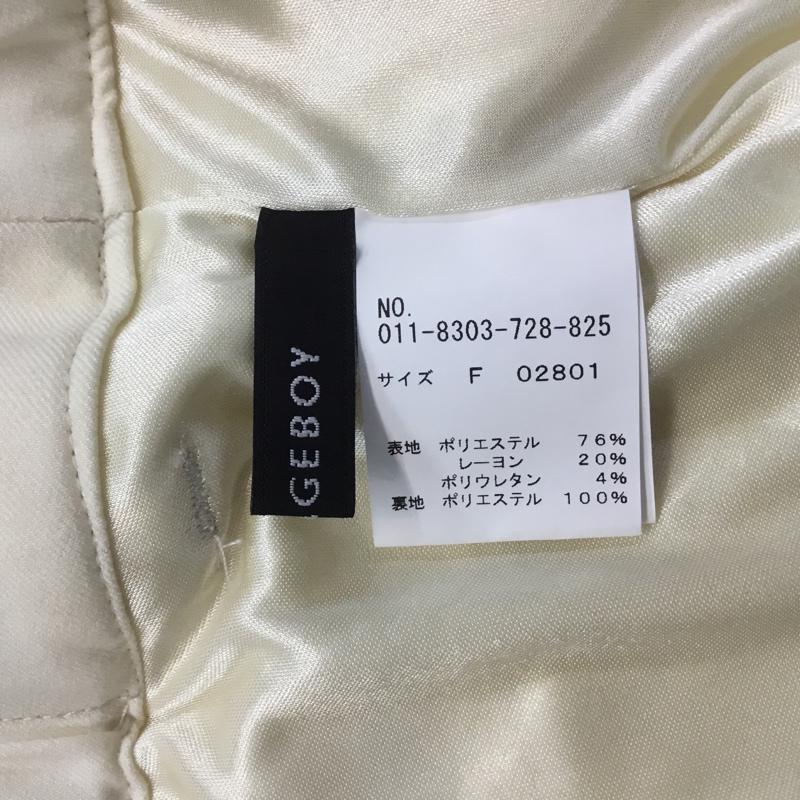 GEBOY
NO.
011-8303-728-825
サイズ F 02801
表地 ポリエステル 76%
レーヨン 20%
ポリウレタン 4%
裏地 ポリエステル 100%